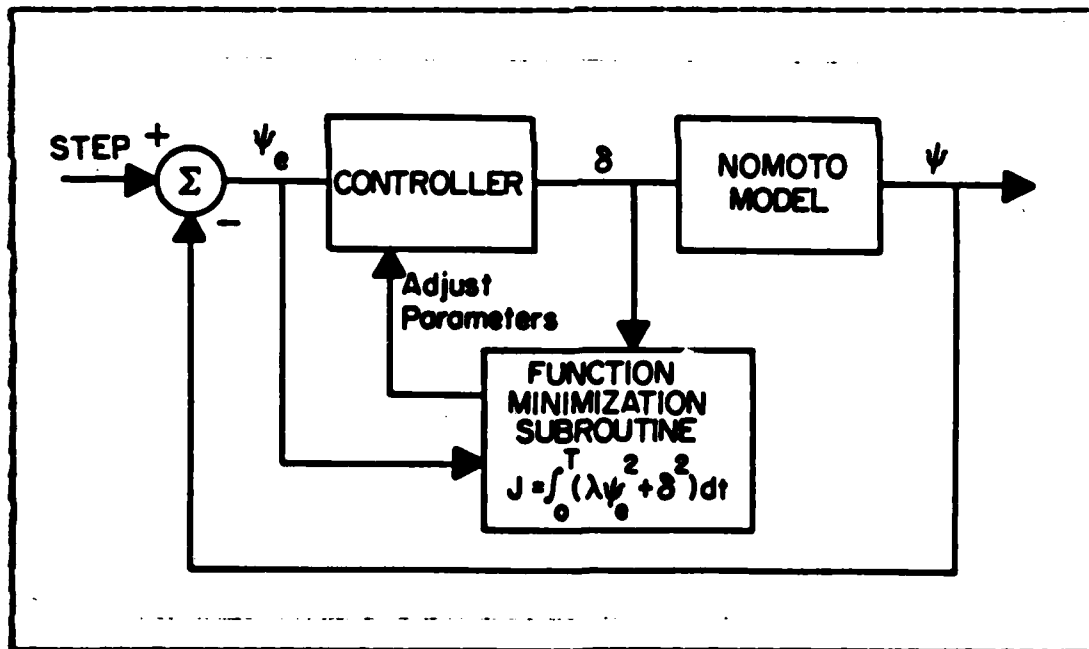 STEP
+
Σ
−
ψe
CONTROLLER
δ
NOMOTO
MODEL
ψ
Adjust
Parameters
FUNCTION
MINIMIZATION
SUBROUTINE
J = ∫₀ᵀ (λψe² + δ²) dt